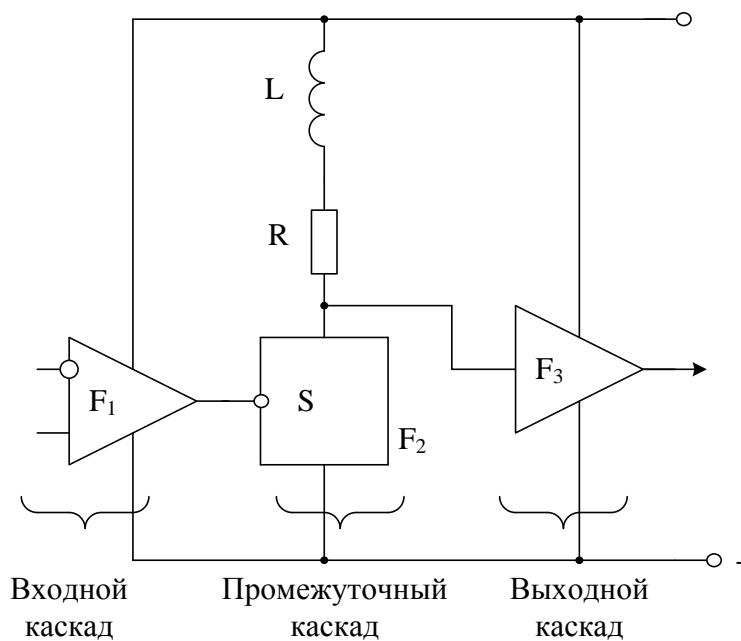 L
R
F₁
S
F₂
F₃
-
Входной
каскад
Промежуточный
каскад
Выходной
каскад